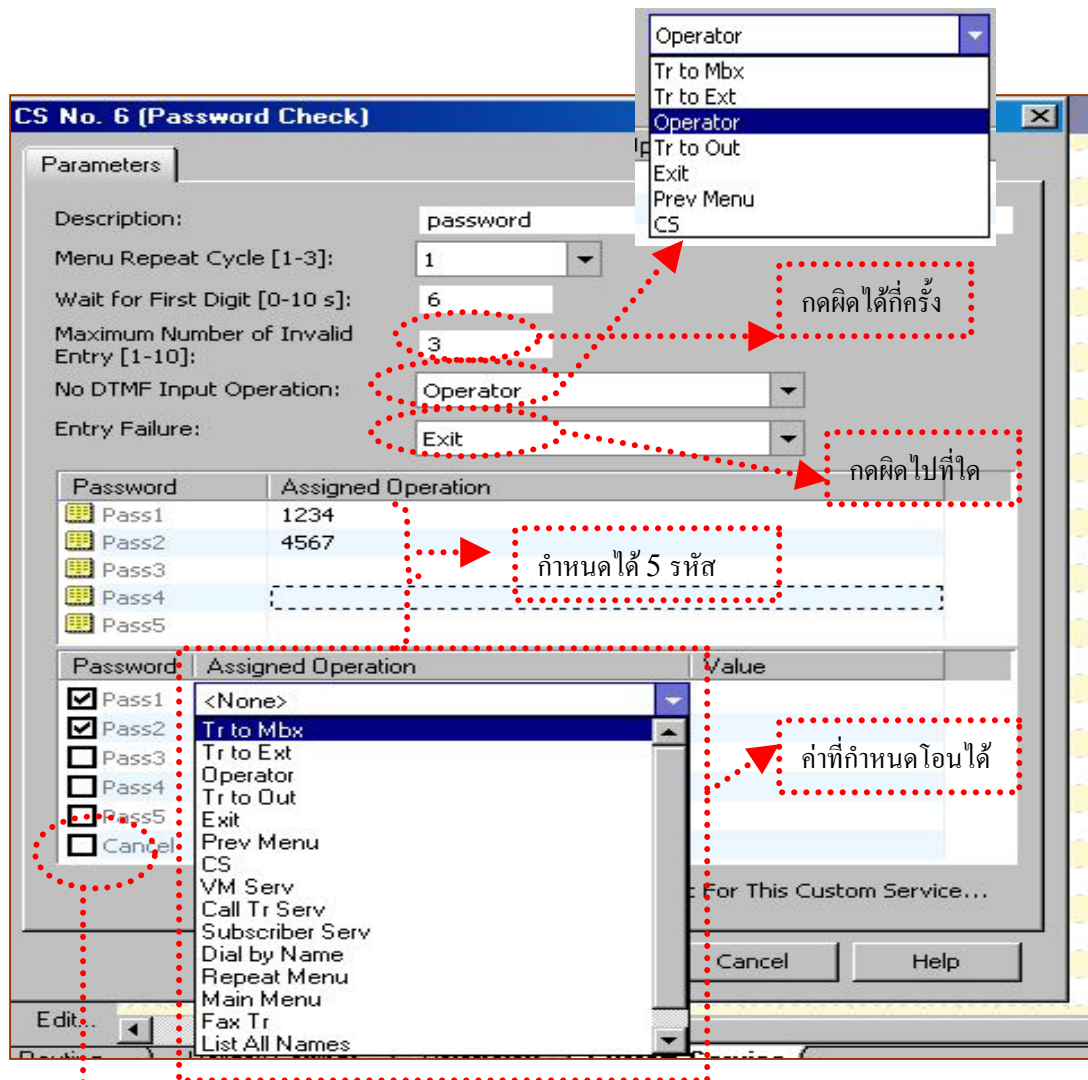 Operator
Tr to Mbx
Tr to Ext
Operator
Tr to Out
Exit
Prev Menu
CS
CS No. 6 (Password Check)
Parameters
Description: password
Menu Repeat Cycle [1-3]: 1
Wait for First Digit [0-10 s]: 6
กดผิดได้กี่ครั้ง
Maximum Number of Invalid
Entry [1-10]: 3
No DTMF Input Operation: Operator
Entry Failure: Exit
กดผิดไปที่ใด
Password Assigned Operation
Pass1 1234
Pass2 4567
Pass3
กำหนดได้ 5 รหัส
Pass4
Pass5
Password Assigned Operation Value
Pass1 <None>
Pass2
Pass3
Pass4
Pass5
Cancel
Tr to Mbx
Tr to Ext
Operator
Tr to Out
Exit
Prev Menu
CS
VM Serv
Call Tr Serv
Subscriber Serv
Dial by Name
Repeat Menu
Main Menu
Fax Tr
List All Names
ค่าที่กำหนดโอนได้
For This Custom Service...
Cancel Help
Edit...